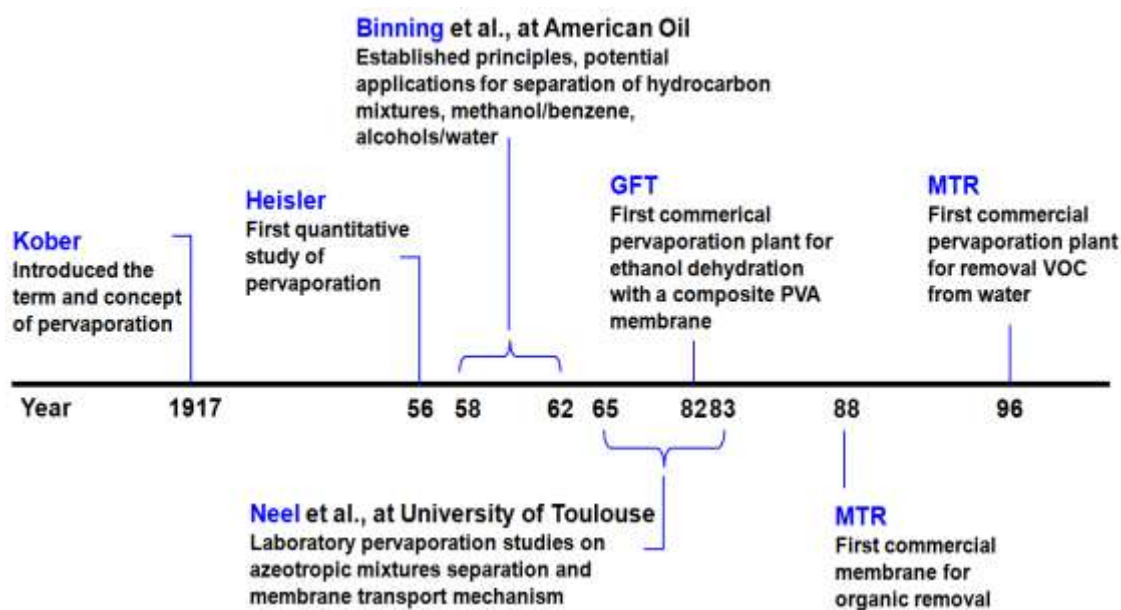 Binning et al., at American Oil
Established principles, potential
applications for separation of hydrocarbon
mixtures, methanol/benzene,
alcohols/water
Heisler
First quantitative
study of
pervaporation
GFT
First commerical
pervaporation plant for
ethanol dehydration
with a composite PVA
membrane
MTR
First commercial
pervaporation plant
for removal VOC
from water
Kober
Introduced the
term and concept
of pervaporation
Year 1917 56 58 62 65 82 83 88 96
Neel et al., at University of Toulouse
Laboratory pervaporation studies on
azeotropic mixtures separation and
membrane transport mechanism
MTR
First commercial
membrane for
organic removal